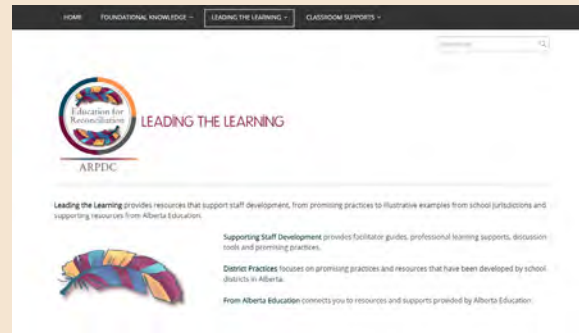 HOME FOUNDATIONAL KNOWLEDGE LEADING THE LEARNING CLASSROOM SUPPORTS
Education for
Reconciliation
ARPDC
LEADING THE LEARNING
Leading the Learning provides resources that support staff development, from promising practices to illustrative examples from school jurisdictions and
supporting resources from Alberta Education.
Supporting Staff Development provides facilitator guides, professional learning supports, discussion
tools and promising practices.
District Practices focuses on promising practices and resources that have been developed by school
districts in Alberta.
From Alberta Education connects you to resources and supports provided by Alberta Education.